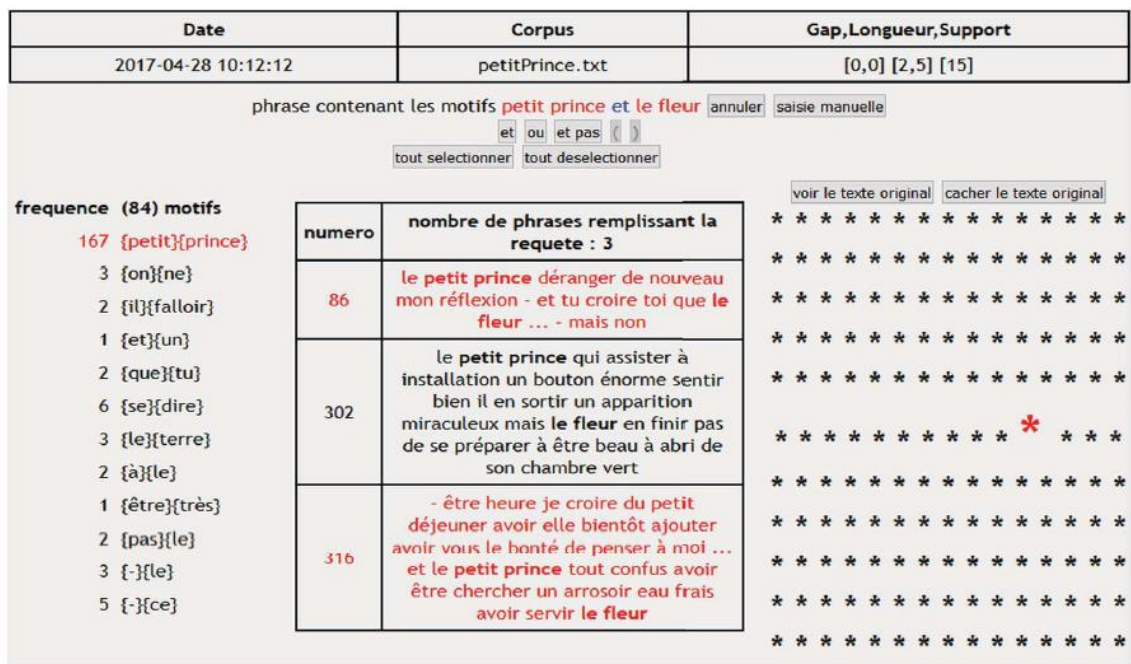 Date Corpus Gap,Longueur,Support
2017-04-28 10:12:12 petitPrince.txt [0,0] [2,5] [15]
phrase contenant les motifs petit prince et le fleur annuler saisie manuelle
et ou et pas ( )
tout selectionner tout deselectionner
voir le texte original cacher le texte original
frequence (84) motifs
167 {petit}{prince}
3 {on}{ne}
2 {il}{falloir}
1 {et}{un}
2 {que}{tu}
6 {se}{dire}
3 {le}{terre}
2 {à}{le}
1 {être}{très}
2 {pas}{le}
3 {-}{le}
5 {-}{ce}
numero
nombre de phrases remplissant la
requete : 3
86
le petit prince déranger de nouveau
mon réflexion - et tu croire toi que le
fleur ... - mais non
302
le petit prince qui assister à
installation un bouton énorme sentir
bien il en sortir un apparition
miraculeux mais le fleur en finir pas
de se préparer à être beau à abri de
son chambre vert
316
- être heure je croire du petit
déjeuner avoir elle bientôt ajouter
avoir vous le bonté de penser à moi ...
et le petit prince tout confus avoir
être chercher un arrosoir eau frais
avoir servir le fleur
* * * * * * * * * * * * * * *
* * * * * * * * * * * * * * *
* * * * * * * * * * * * * * *
* * * * * * * * * * * * * * *
* * * * * * * * * * * * * * *
* * * * * * * * * * * * * *
* * * * * * * * * * * * * * *
* * * * * * * * * * * * * * *
* * * * * * * * * * * * * * *
* * * * * * * * * * * * * * *
* * * * * * * * * * * * * * *